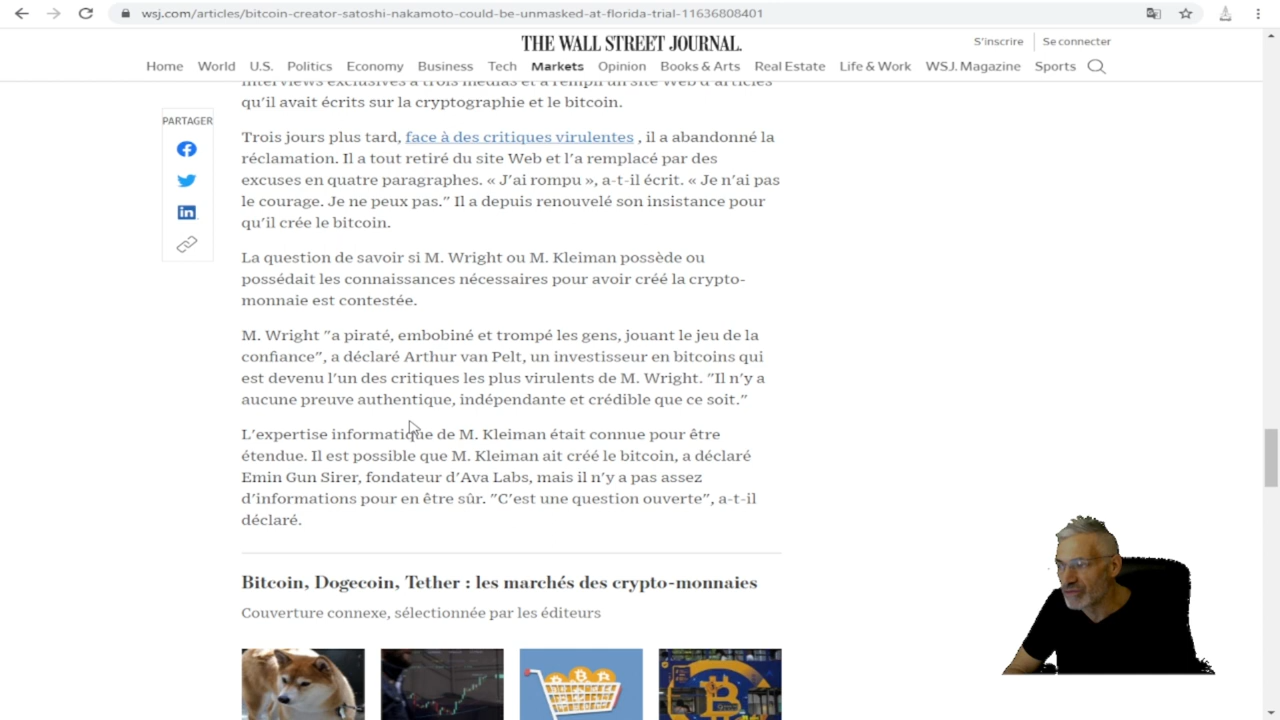 wsj.com/articles/bitcoin-creator-satoshi-nakamoto-could-be-unmasked-at-florida-trial-11636808401
THE WALL STREET JOURNAL.
S'inscrire
Se connecter
Home World U.S. Politics Economy Business Tech Markets Opinion Books & Arts Real Estate Life & Work WSJ. Magazine Sports
PARTAGER
interviews exclusives à trois médias et a rempli un site Web d'articles
qu'il avait écrits sur la cryptographie et le bitcoin.
Trois jours plus tard, face à des critiques virulentes , il a abandonné la
réclamation. Il a tout retiré du site Web et l'a remplacé par des
excuses en quatre paragraphes. « J'ai rompu », a-t-il écrit. « Je n'ai pas
le courage. Je ne peux pas.” Il a depuis renouvelé son insistance pour
qu'il crée le bitcoin.
La question de savoir si M. Wright ou M. Kleiman possède ou
possédait les connaissances nécessaires pour avoir créé la crypto-
monnaie est contestée.
M. Wright "a piraté, embobiné et trompé les gens, jouant le jeu de la
confiance", a déclaré Arthur van Pelt, un investisseur en bitcoins qui
est devenu l'un des critiques les plus virulents de M. Wright. "Il n'y a
aucune preuve authentique, indépendante et crédible que ce soit."
L'expertise informatique de M. Kleiman était connue pour être
étendue. Il est possible que M. Kleiman ait créé le bitcoin, a déclaré
Emin Gun Sirer, fondateur d'Ava Labs, mais il n'y a pas assez
d'informations pour en être sûr. "C'est une question ouverte", a-t-il
déclaré.
Bitcoin, Dogecoin, Tether : les marchés des crypto-monnaies
Couverture connexe, sélectionnée par les éditeurs